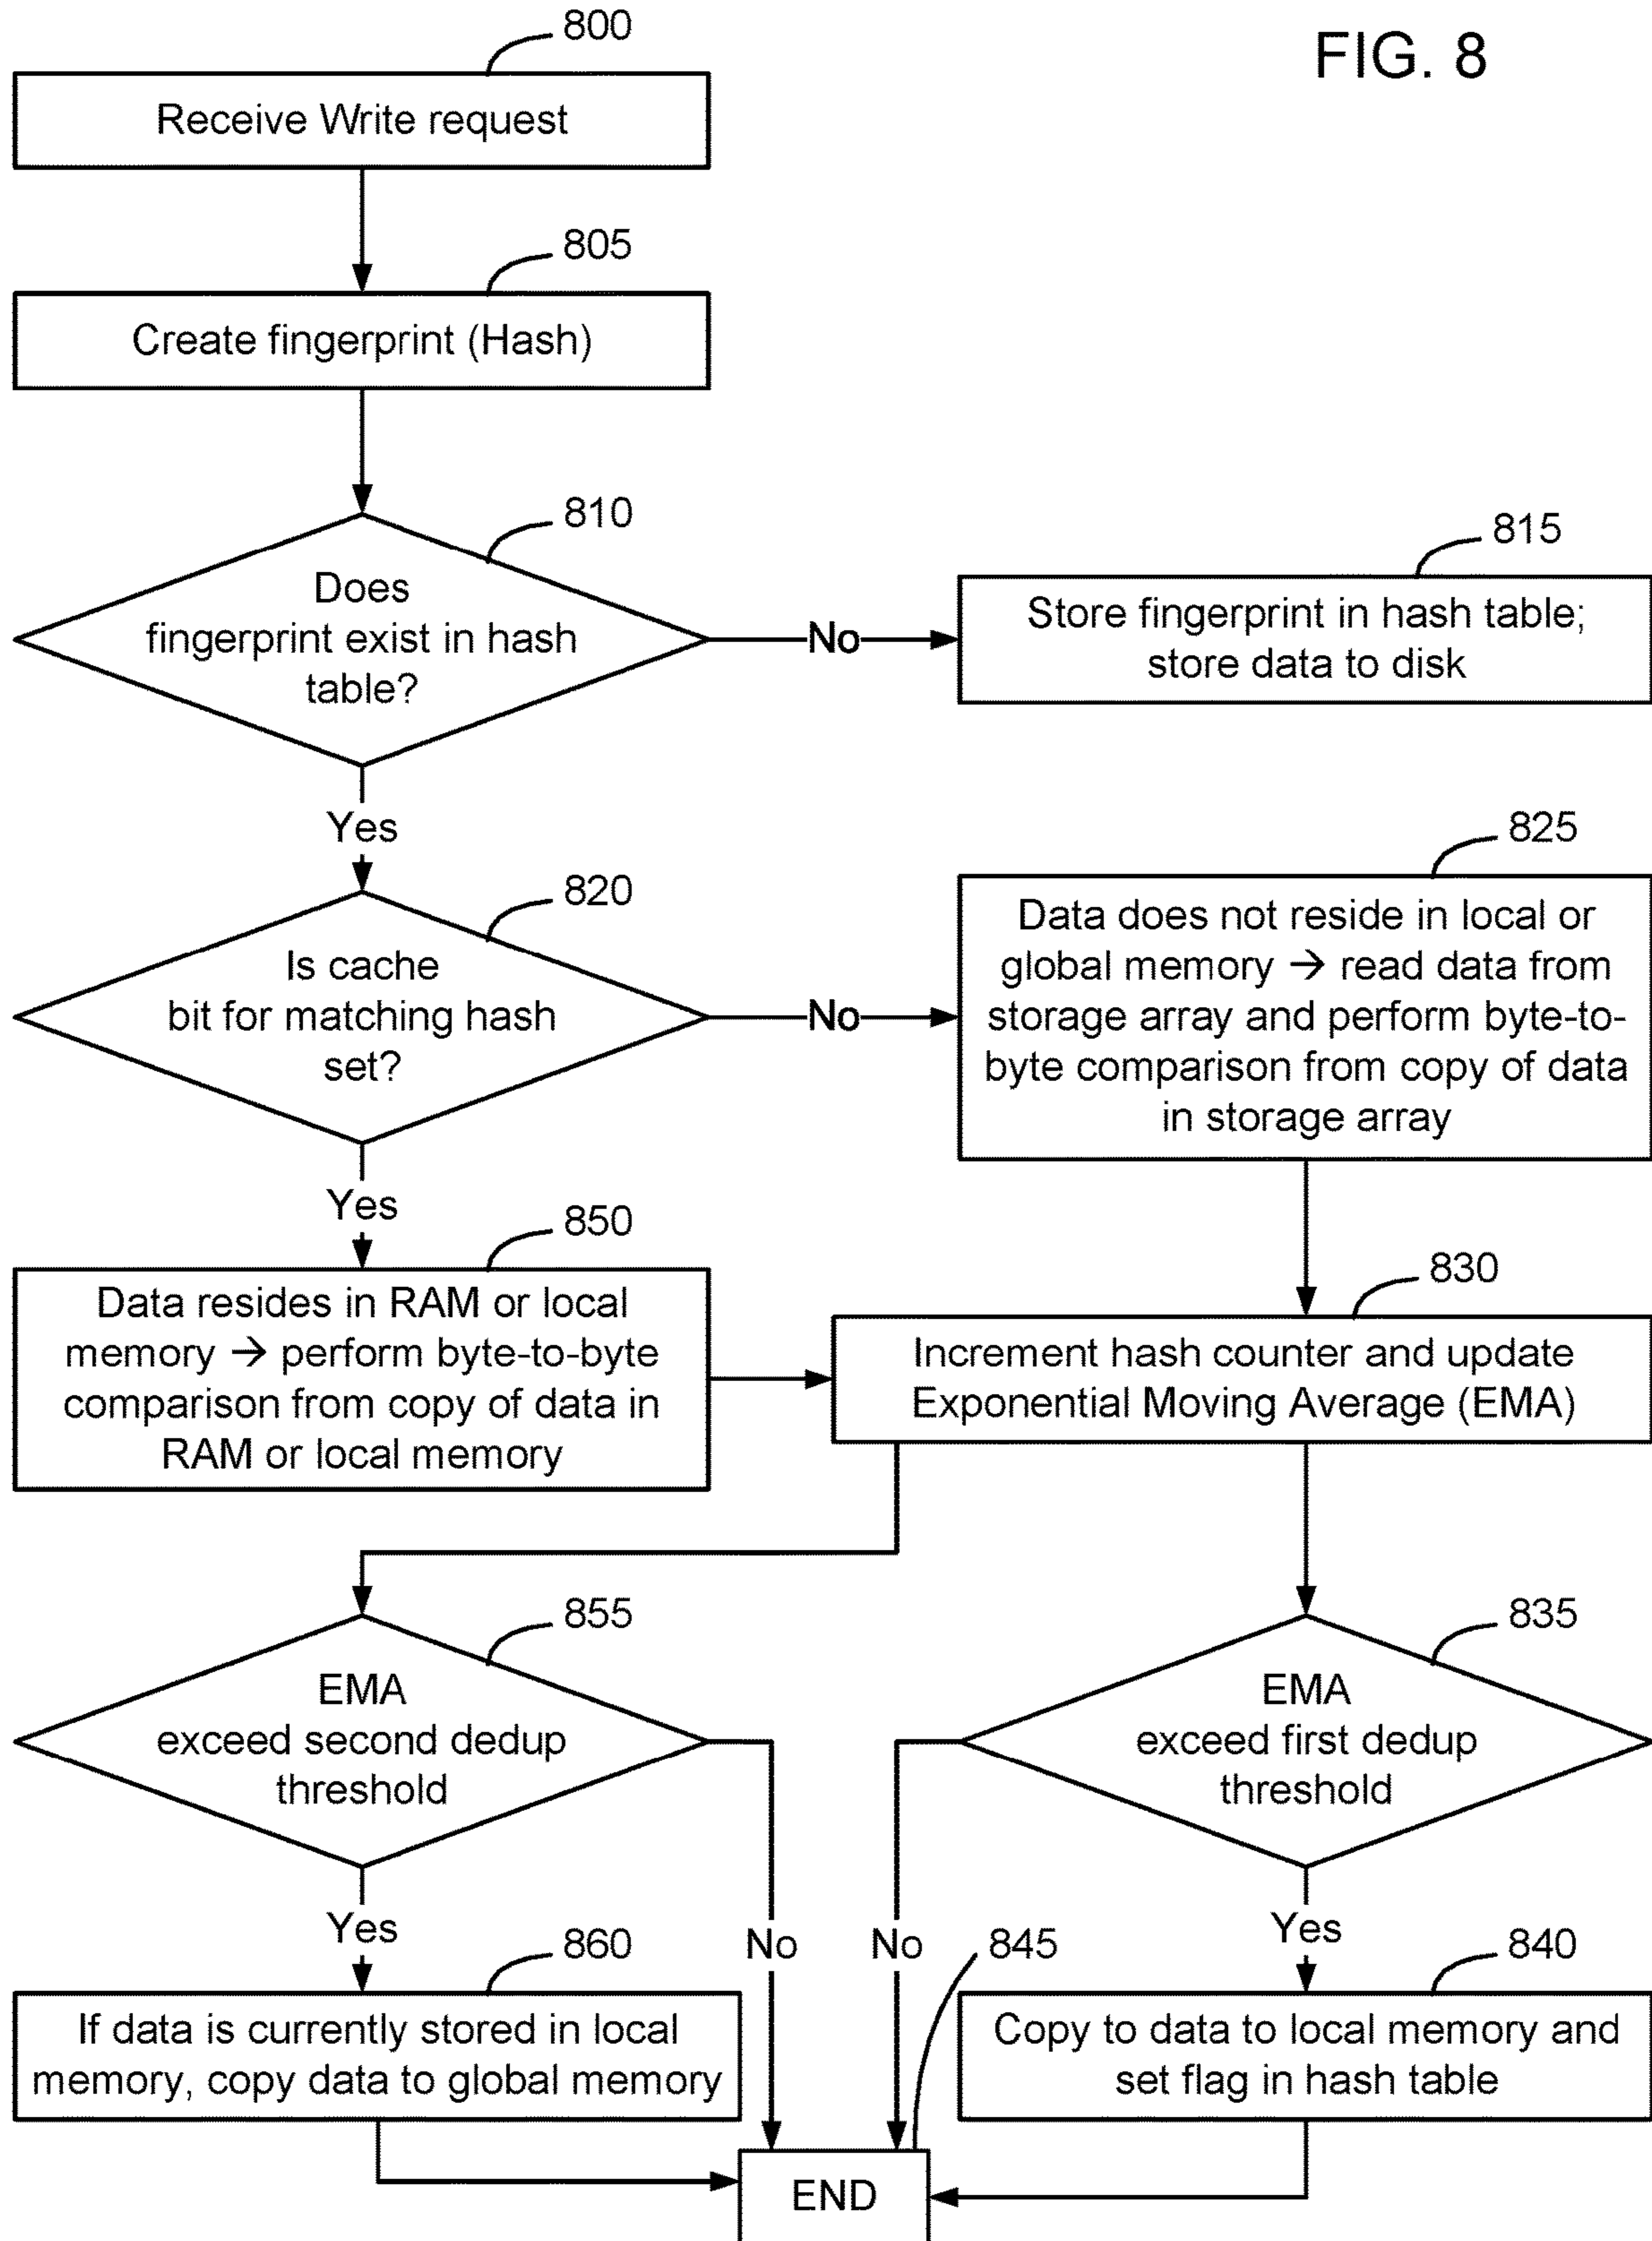 800
FIG. 8
Receive Write request
805
Create fingerprint (Hash)
810
Does
fingerprint exist in hash
table?
No
815
Store fingerprint in hash table;
store data to disk
Yes
820
Is cache
bit for matching hash
set?
No
825
Data does not reside in local or
global memory → read data from
storage array and perform byte-to-
byte comparison from copy of data
in storage array
Yes
850
Data resides in RAM or local
memory → perform byte-to-byte
comparison from copy of data in
RAM or local memory
830
Increment hash counter and update
Exponential Moving Average (EMA)
855
EMA
exceed second dedup
threshold
835
EMA
exceed first dedup
threshold
Yes
No
No
Yes
860
If data is currently stored in local
memory, copy data to global memory
845
840
Copy to data to local memory and
set flag in hash table
END